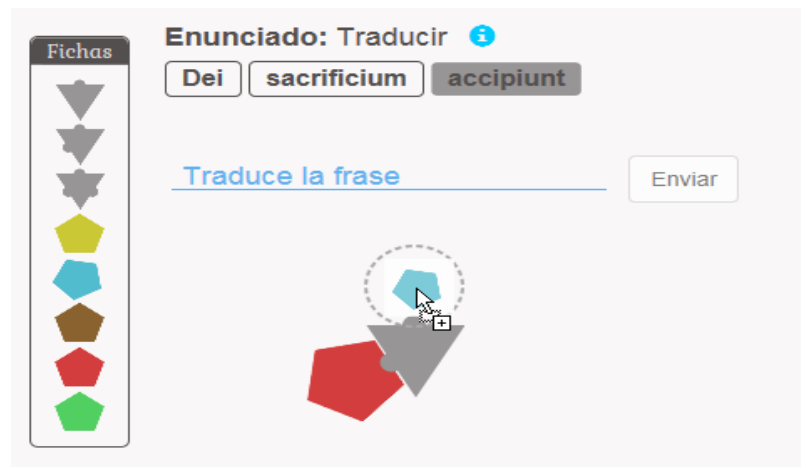 Fichas
Enunciado: Traducir i
Dei sacrificium accipiunt
Traduce la frase
Enviar